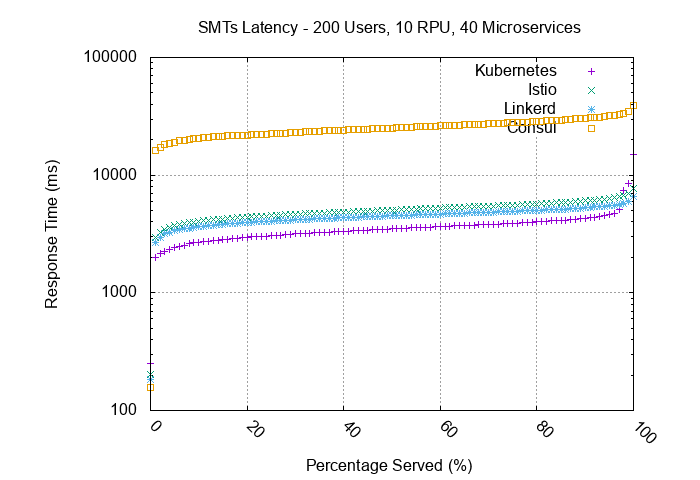 SMTs Latency - 200 Users, 10 RPU, 40 Microservices
100000
10000
1000
100
Response Time (ms)
Kubernetes
Istio
Linkerd
Consul
0
20
40
60
80
100
Percentage Served (%)